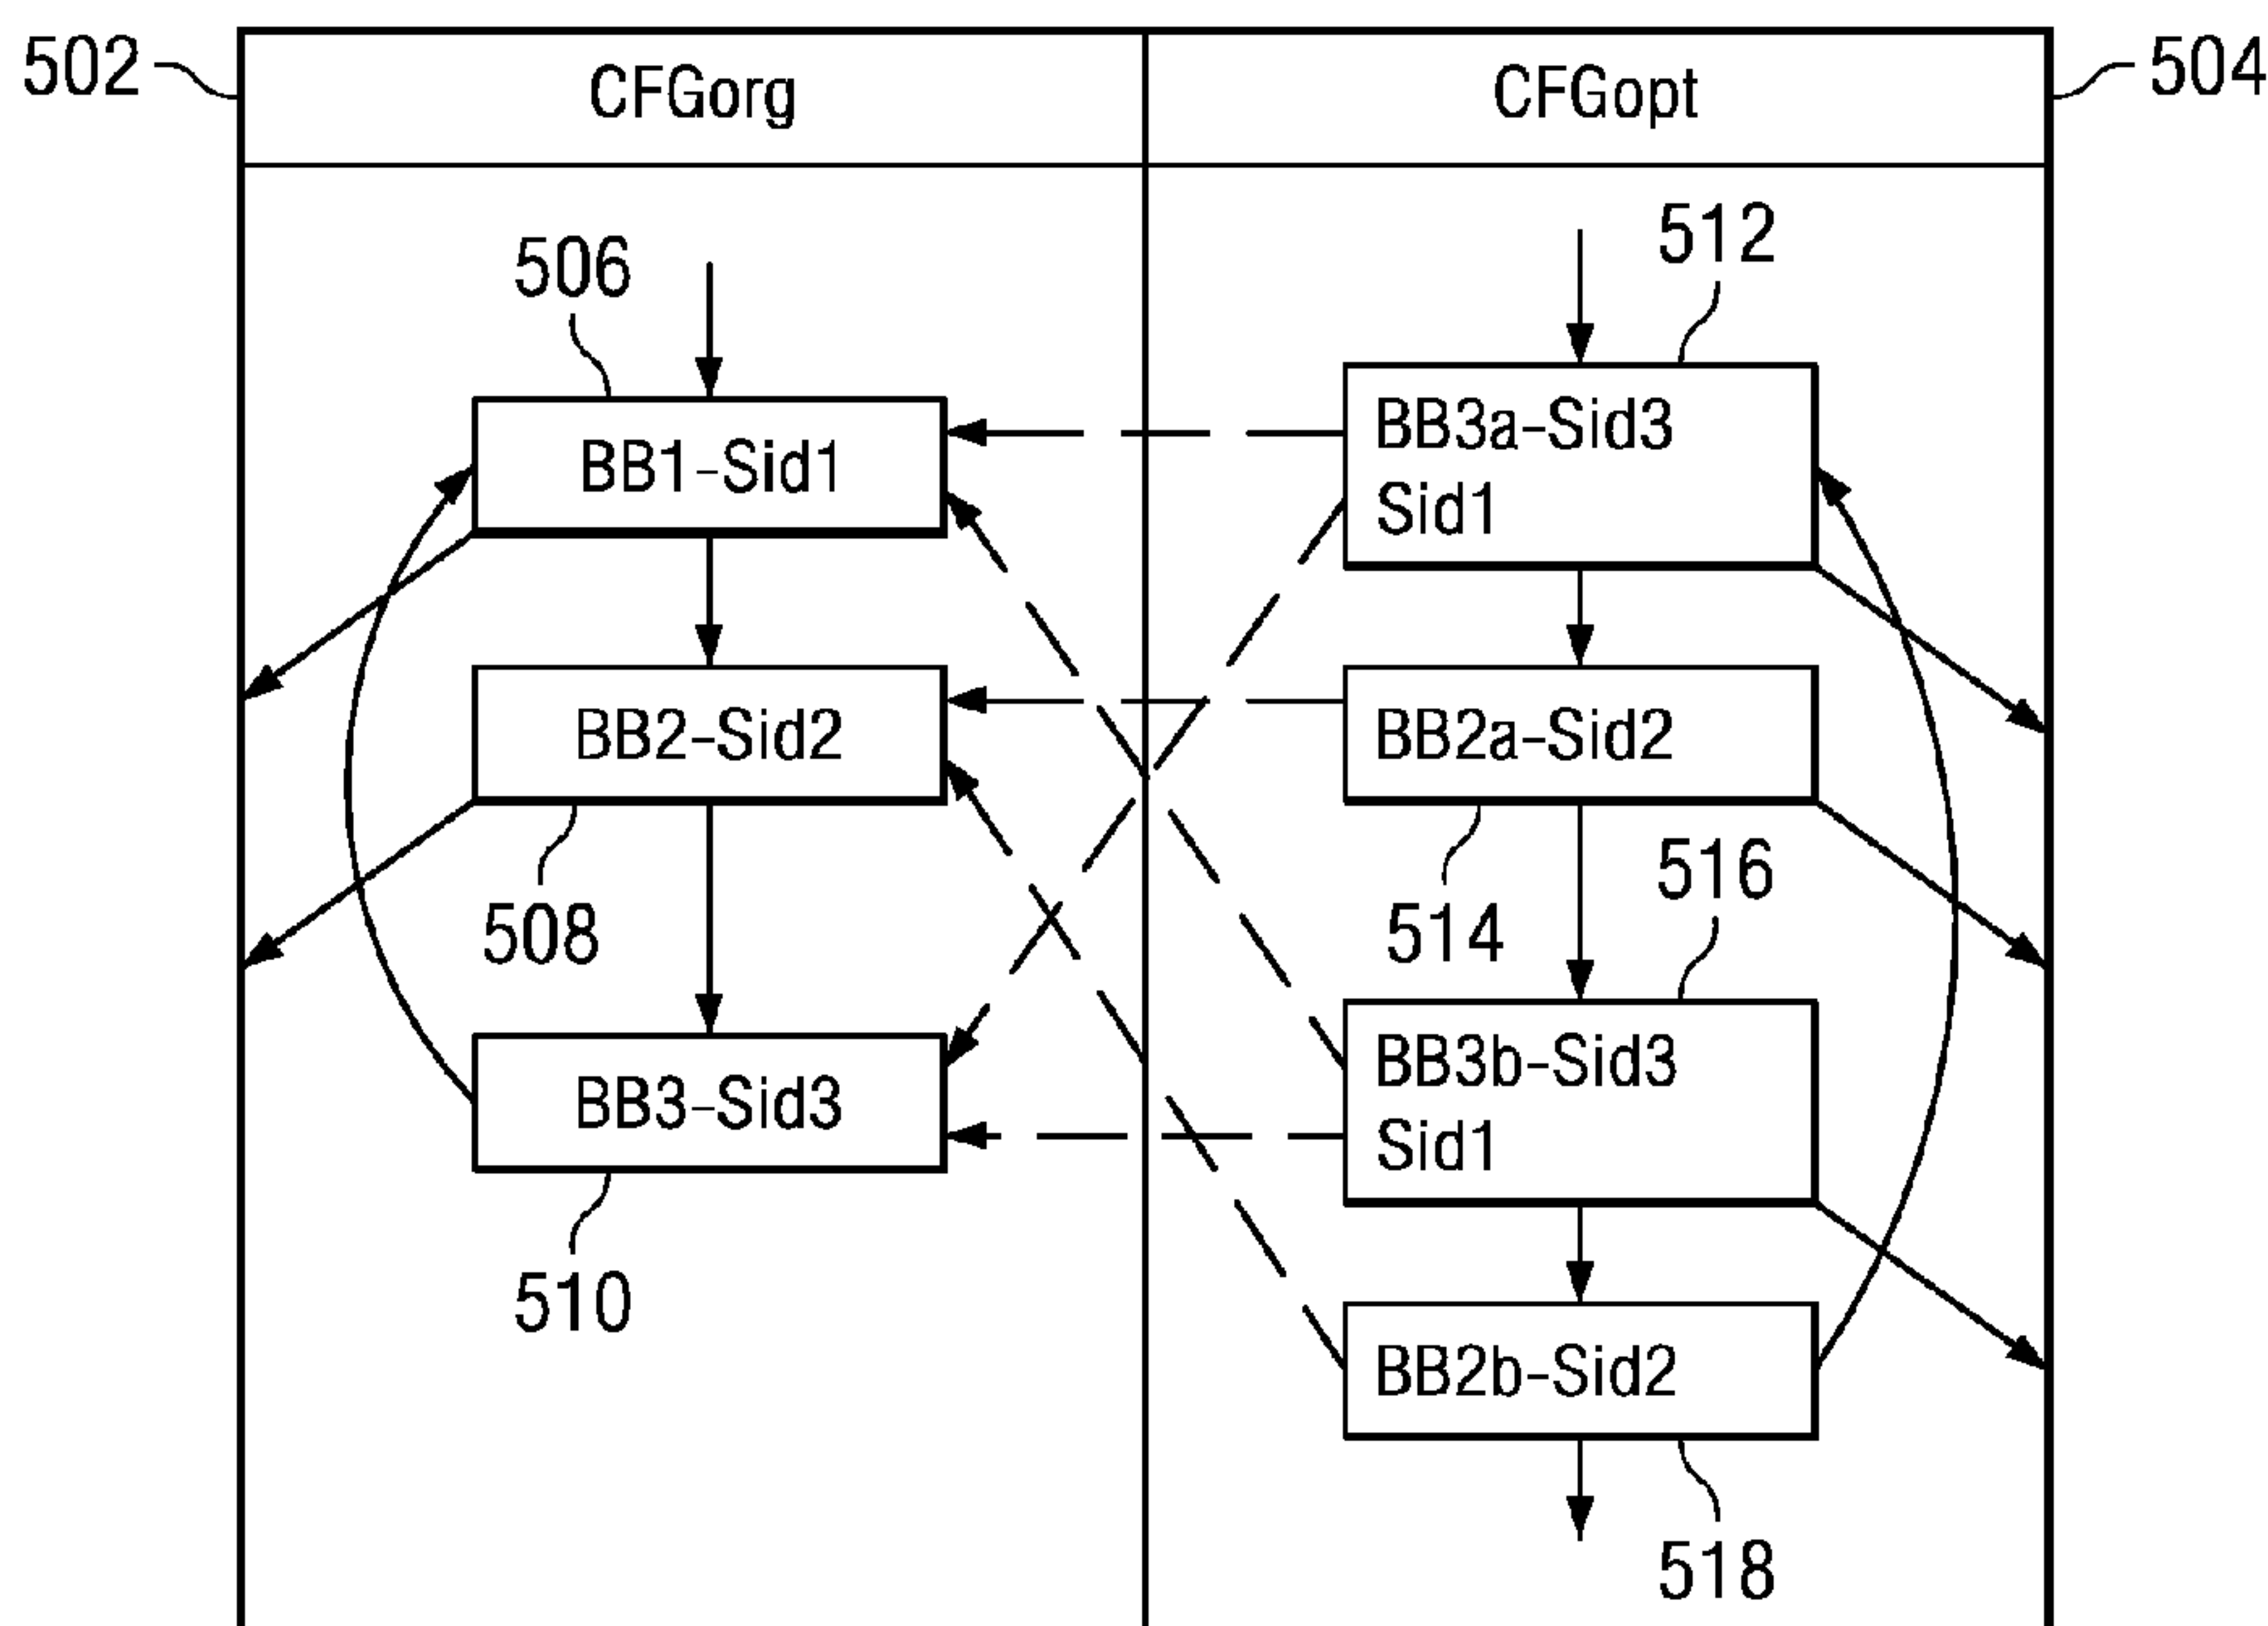 502
CFGorg
CFGopt
504
506
512
BB1-Sid1
BB3a-Sid3
Sid1
BB2-Sid2
BB2a-Sid2
508
514
516
BB3-Sid3
BB3b-Sid3
Sid1
510
BB2b-Sid2
518